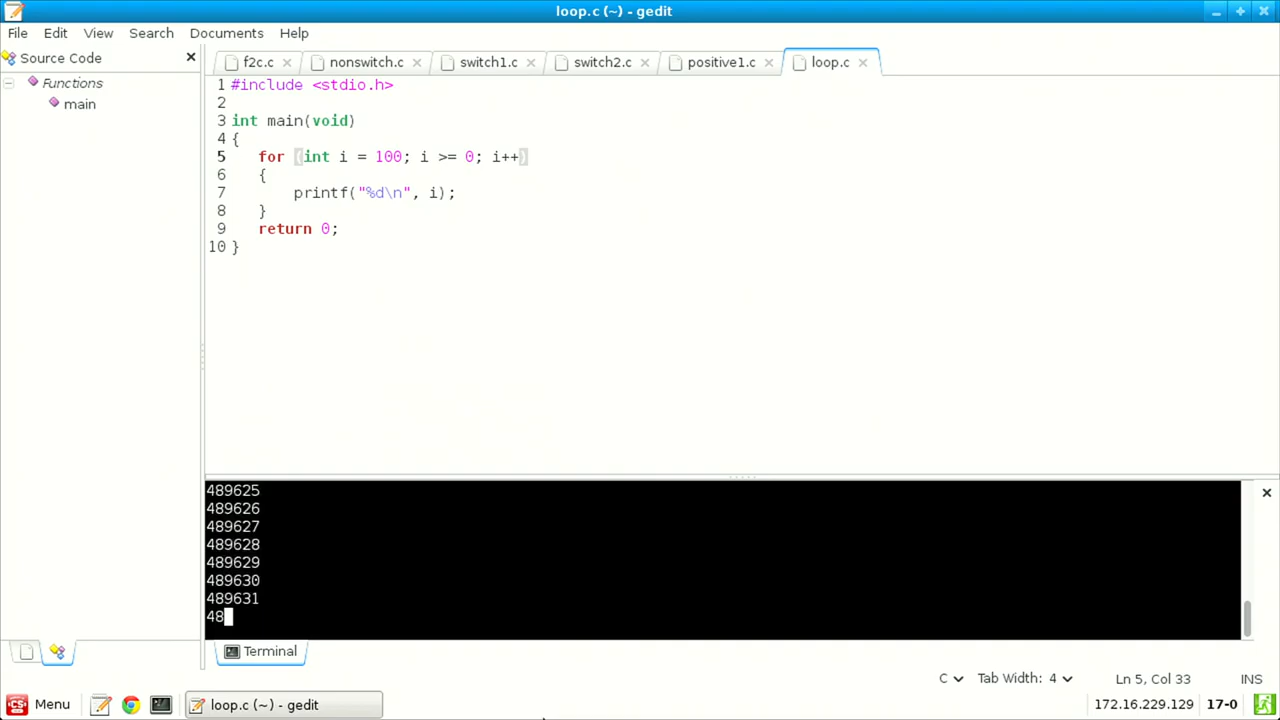 loop.c (~) - gedit
File Edit View Search Documents Help
Source Code
f2c.c nonswitch.c switch1.c switch2.c positive1.c loop.c
Functions
main
1 #include <stdio.h>
2
3 int main(void)
4 {
5 for (int i = 100; i >= 0; i++)
6 {
7 printf("%d\n", i);
8 }
9 return 0;
10 }
489625
489626
489627
489628
489629
489630
489631
48
Terminal
C Tab Width: 4 Ln 5, Col 33 INS
CS Menu loop.c (~) - gedit 172.16.229.129 17-0